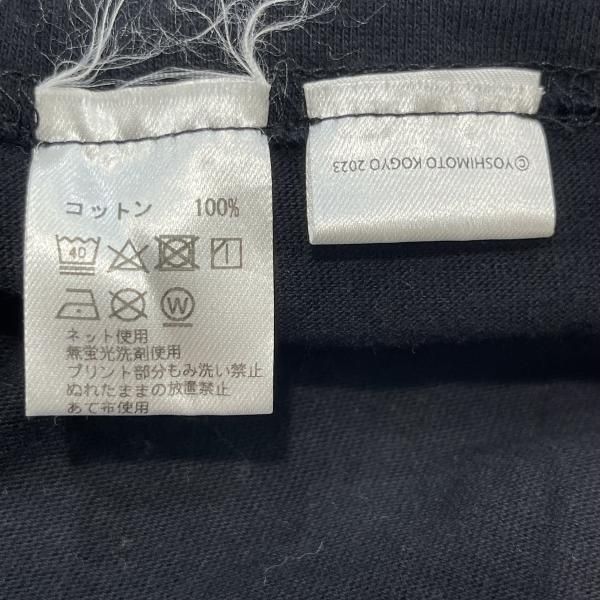 コットン 100%
40
W
ネット使用
無蛍光洗剤使用
プリント部分もみ洗い禁止
ぬれたままの放置禁止
あて布使用
©YOSHIMOTO KOGYO 2023